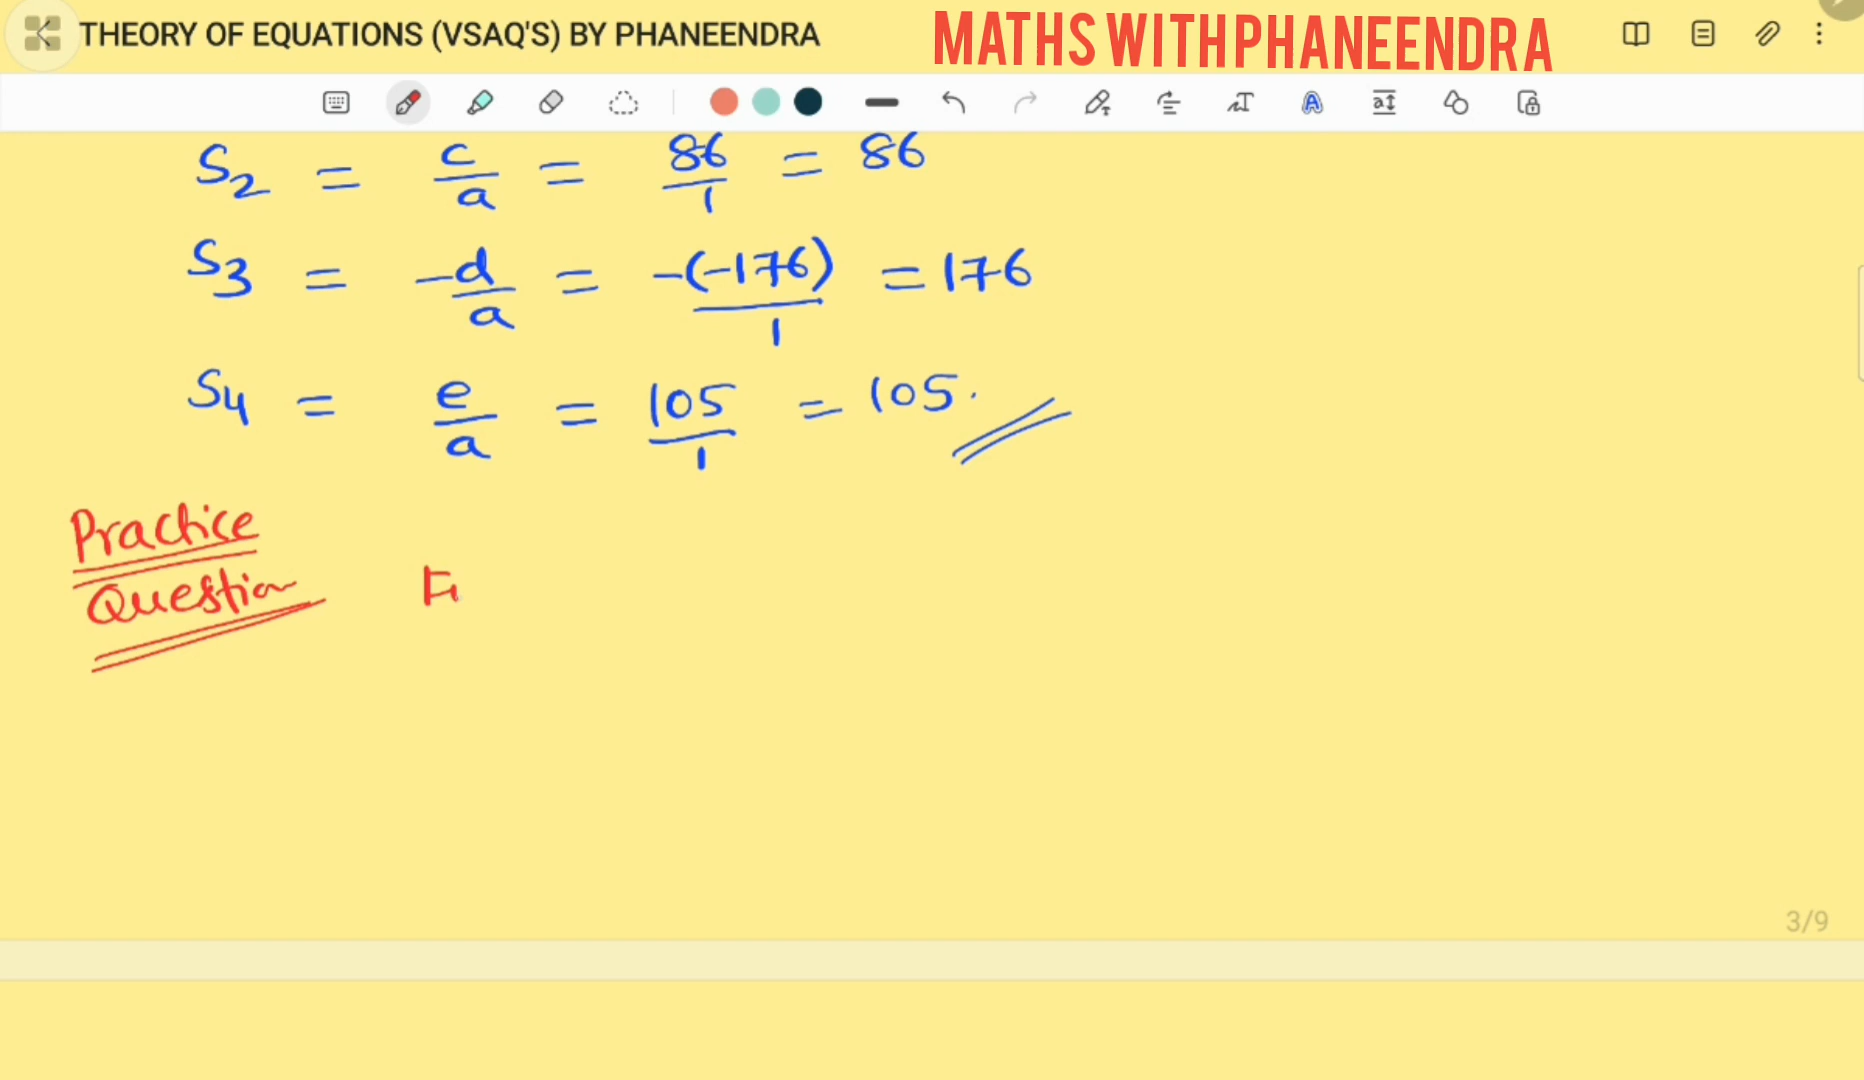 THEORY OF EQUATIONS (VSAQ'S) BY PHANEENDRA
MATHS WITH PHANEENDRA
S2 = c/a = 86/1 = 86
S3 = -d/a = -(-176)/1 = 176
S4 = e/a = 105/1 = 105.
Practice
Question
3/9